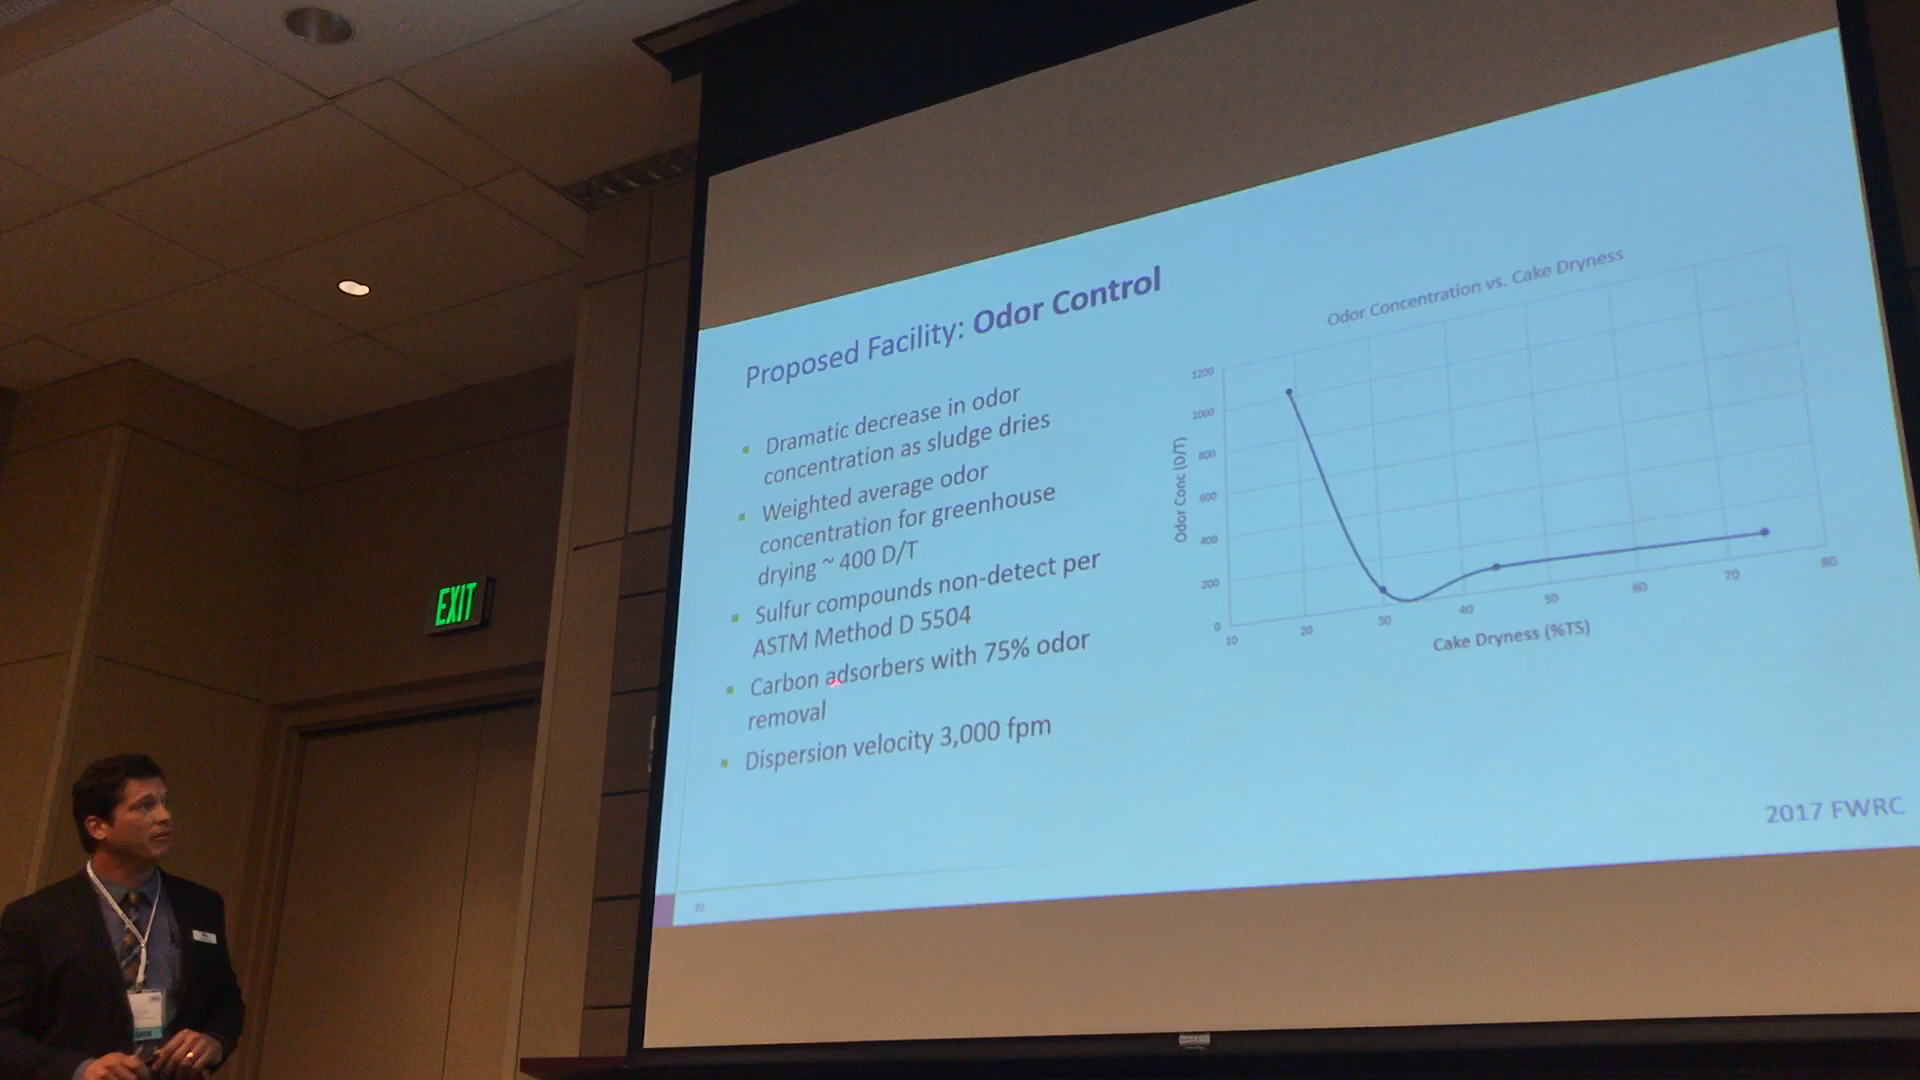 EXIT
Proposed Facility: Odor Control
Dramatic decrease in odor
concentration as sludge dries
Weighted average odor
concentration for greenhouse
drying ~ 400 D/T
Sulfur compounds non-detect per
ASTM Method D 5504
Carbon adsorbers with 75% odor
removal
Dispersion velocity 3,000 fpm
Odor Concentration vs. Cake Dryness
Odor Conc (D/T)
1200
1000
800
600
400
200
0
10 20 30 40 50 60 70 80
Cake Dryness (%TS)
2017 FWRC
20